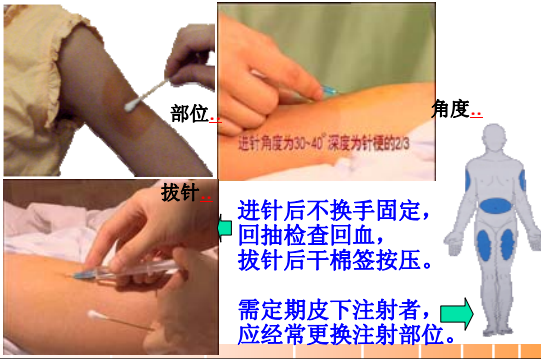 部位..
角度..
进针角度为30~40°深度为针梗的2/3
拔针..
进针后不换手固定，
回抽检查回血，
拔针后干棉签按压。
需定期皮下注射者，
应经常更换注射部位。